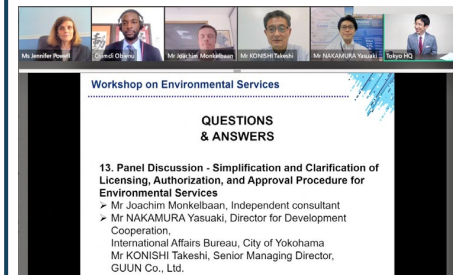 Ms Jennifer Powell
Mr Joachim Monkelbaan
Mr KONISHI Takeshi
Mr NAKAMURA Yasuaki
Tokyo HQ
Workshop on Environmental Services
QUESTIONS
& ANSWERS
13. Panel Discussion - Simplification and Clarification of
Licensing, Authorization, and Approval Procedure for
Environmental Services
➢ Mr Joachim Monkelbaan, Independent consultant
➢ Mr NAKAMURA Yasuaki, Director for Development
Cooperation,
International Affairs Bureau, City of Yokohama
Mr KONISHI Takeshi, Senior Managing Director,
GUUN Co., Ltd.